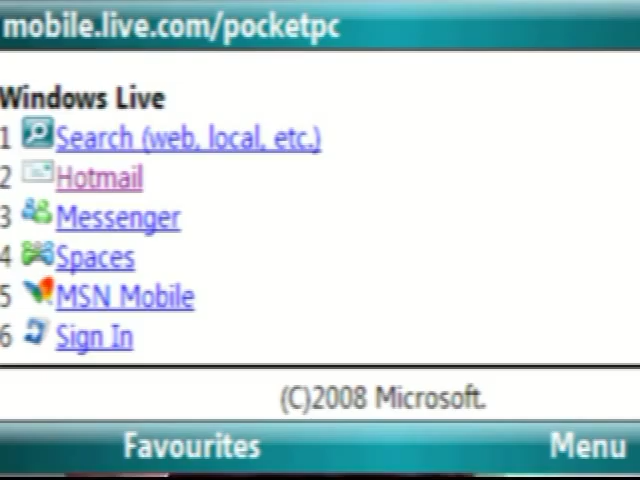 mobile.live.com/pocketpc
Windows Live
1 Search (web, local, etc.)
2 Hotmail
3 Messenger
4 Spaces
5 MSN Mobile
6 Sign In
(C)2008 Microsoft.
Favourites Menu